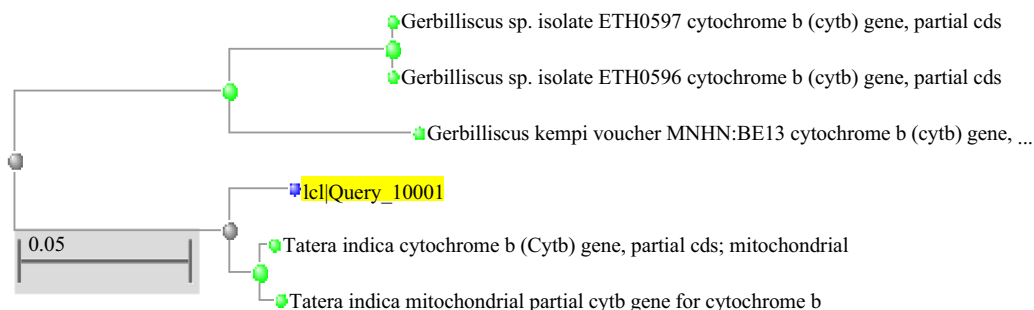 Gerbilliscus sp. isolate ETH0597 cytochrome b (cytb) gene, partial cds
Gerbilliscus sp. isolate ETH0596 cytochrome b (cytb) gene, partial cds
Gerbilliscus kempi voucher MNHN:BE13 cytochrome b (cytb) gene, ...
lcl|Query_10001
0.05
Tatera indica cytochrome b (Cytb) gene, partial cds; mitochondrial
Tatera indica mitochondrial partial cytb gene for cytochrome b